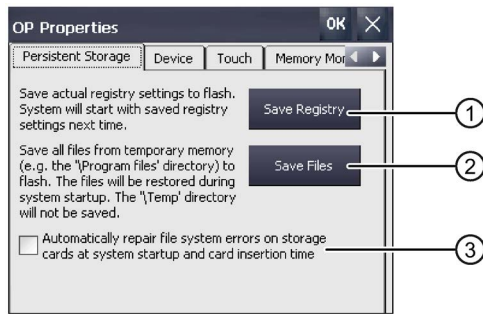 OP Properties OK
Persistent Storage Device Touch Memory Mor
Save actual registry settings to flash.
System will start with saved registry
settings next time.
Save Registry
1
Save all files from temporary memory
(e.g. the "\Program files' directory) to
flash. The files will be restored during
system startup. The "\Temp' directory
will not be saved.
Save Files
2
Automatically repair file system errors on storage
cards at system startup and card insertion time
3